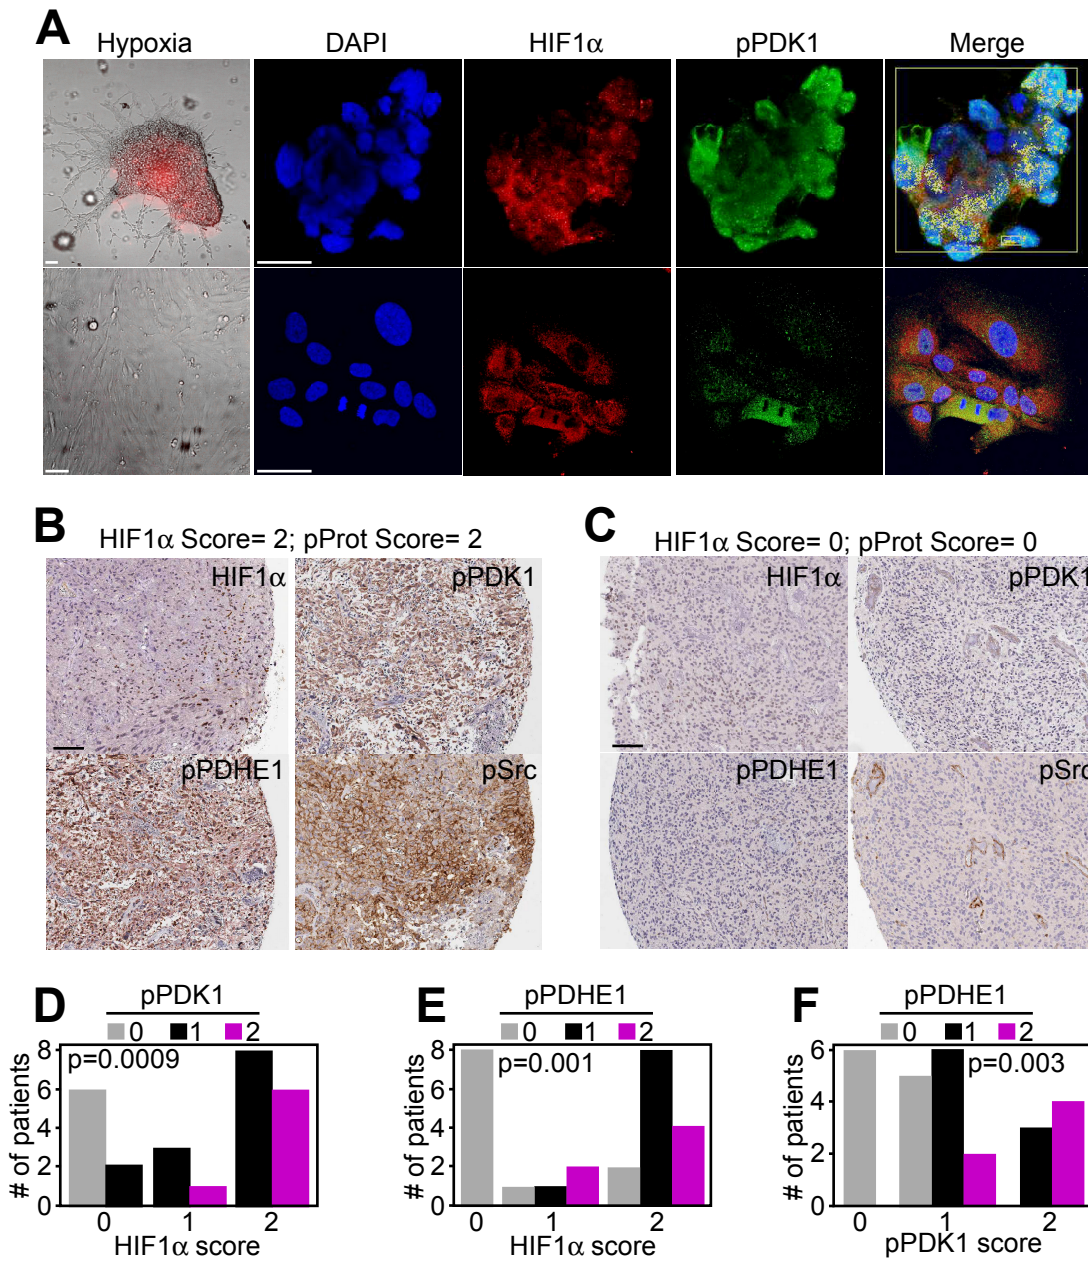 A
Hypoxia DAPI HIF1α pPDK1 Merge
B
HIF1α Score= 2; pProt Score= 2
HIF1α pPDK1
pPDHE1 pSrc
C
HIF1α Score= 0; pProt Score= 0
HIF1α pPDK1
pPDHE1 pSrc
D
pPDK1
0 1 2
p=0.0009
# of patients
8
6
4
2
0
0 1 2
HIF1α score
E
pPDHE1
0 1 2
p=0.001
# of patients
8
6
4
2
0
0 1 2
HIF1α score
F
pPDHE1
0 1 2
p=0.003
# of patients
6
4
2
0
0 1 2
pPDK1 score